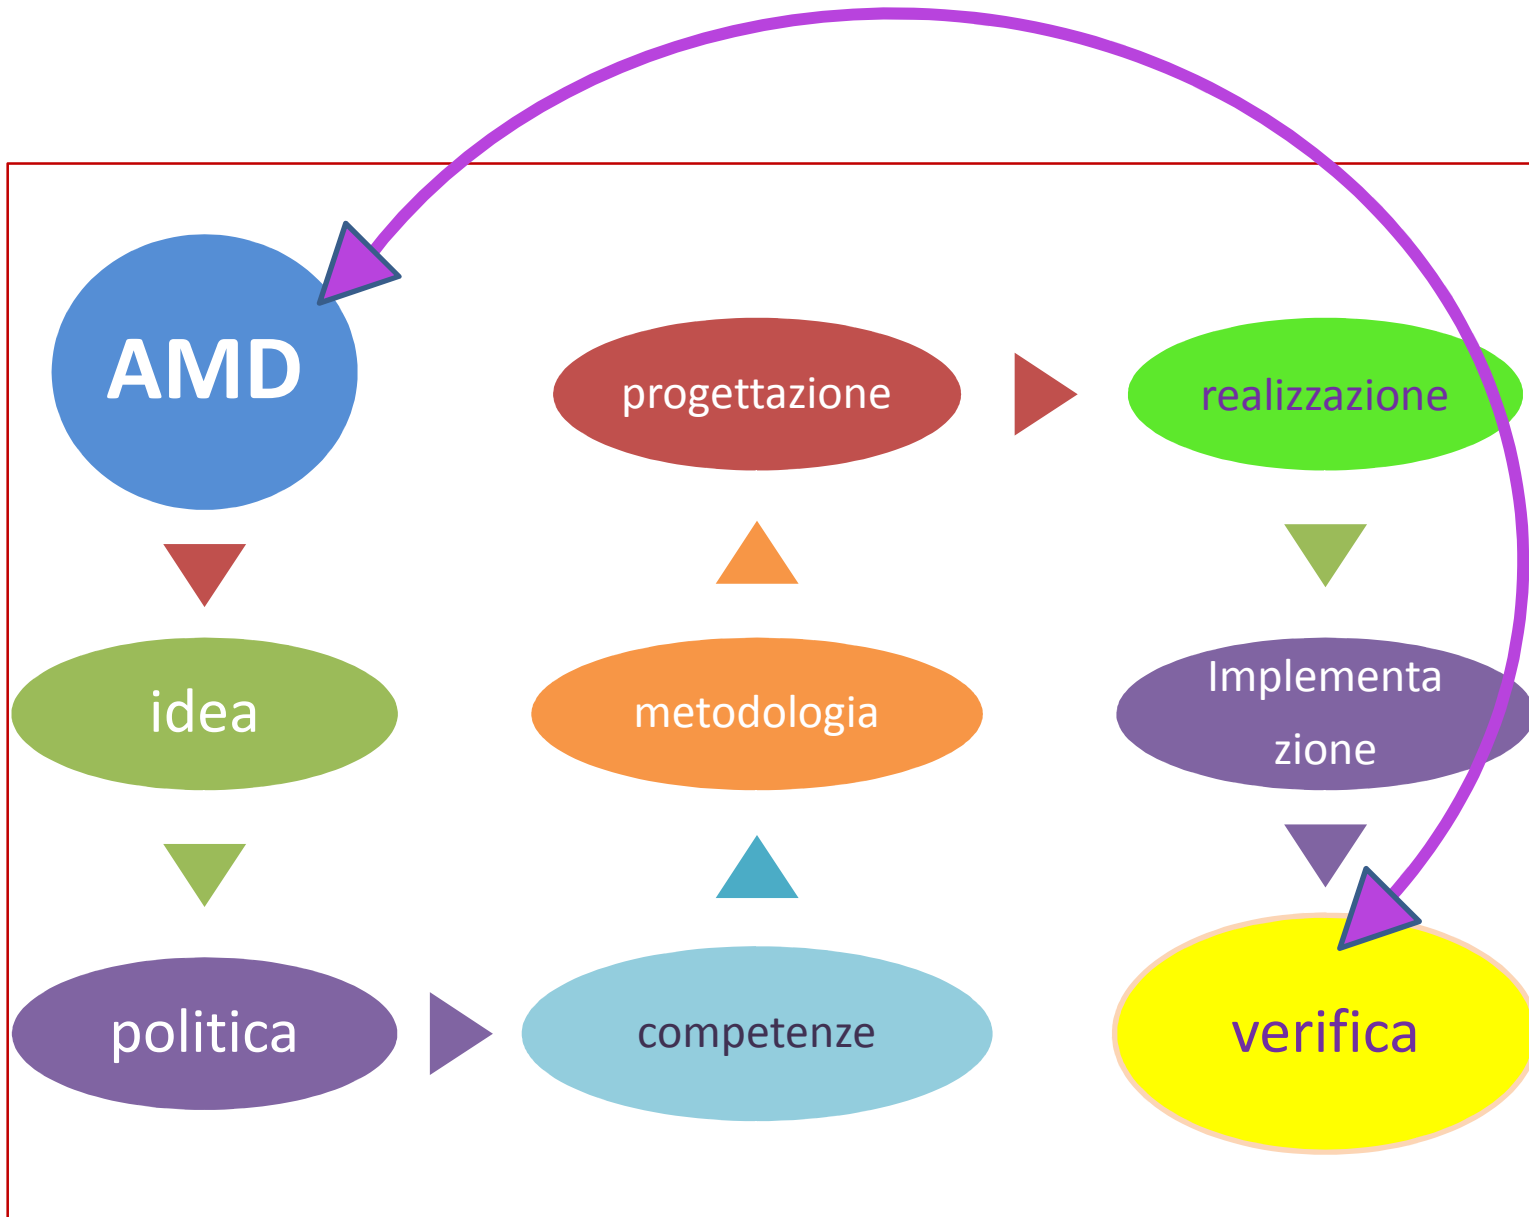 AMD
progettazione
realizzazione
idea
metodologia
Implementa
zione
politica
competenze
verifica